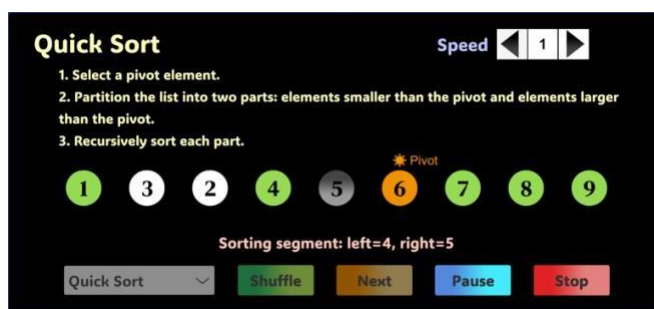 Quick Sort
Speed 1
1. Select a pivot element.
2. Partition the list into two parts: elements smaller than the pivot and elements larger
than the pivot.
3. Recursively sort each part.
Pivot
1 3 2 4 5 6 7 8 9
Sorting segment: left=4, right=5
Quick Sort Shuffle Next Pause Stop